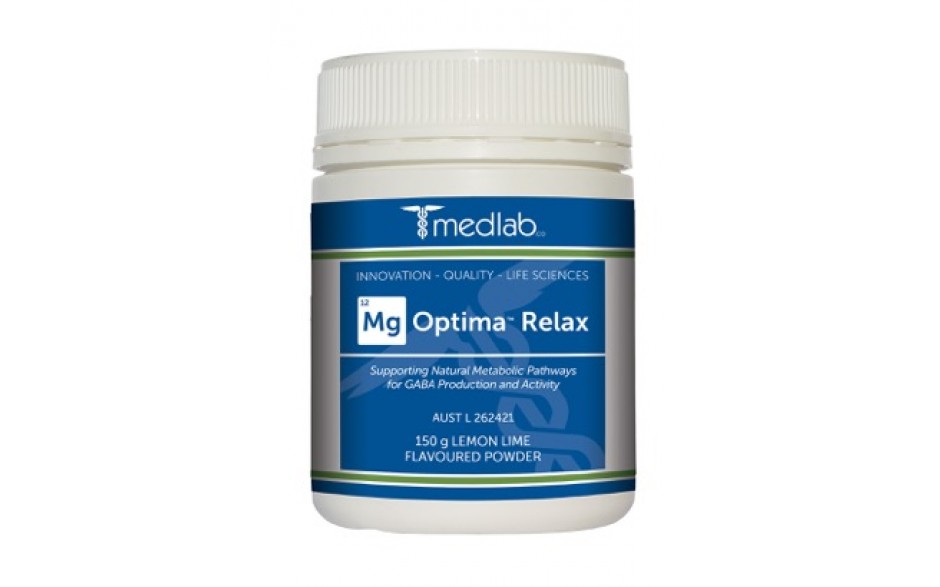 medlab.co
INNOVATION - QUALITY - LIFE SCIENCES
12
Mg Optima™ Relax
Supporting Natural Metabolic Pathways
for GABA Production and Activity
AUST L 262421
150 g LEMON LIME
FLAVOURED POWDER